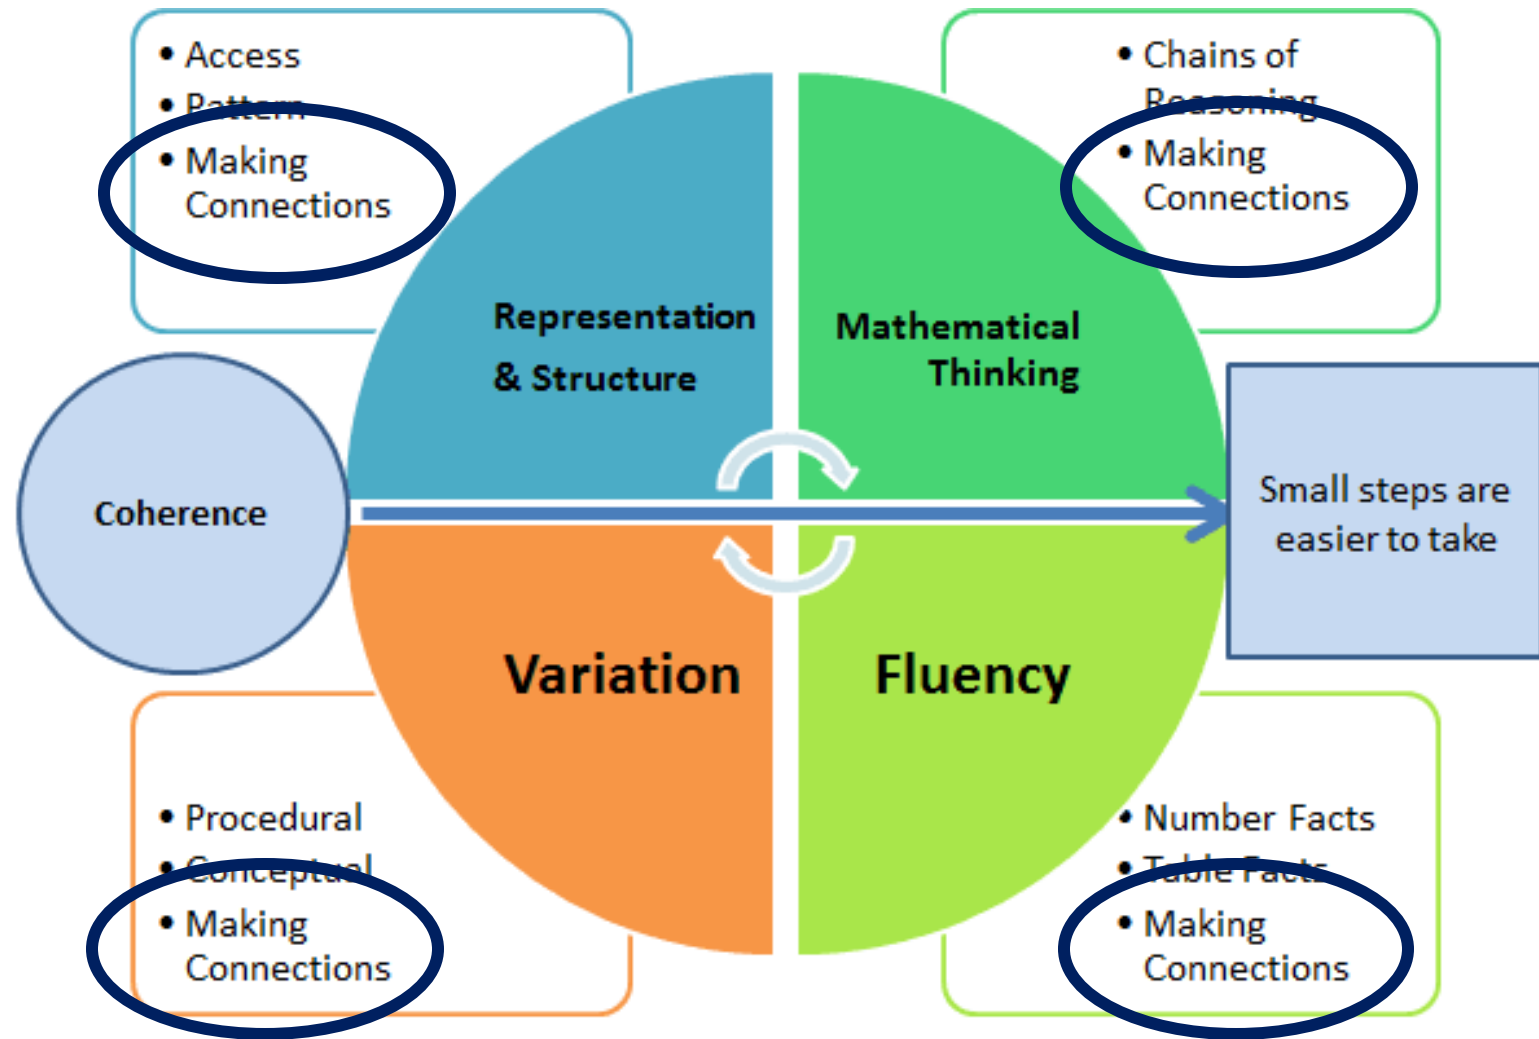 • Access
• Pattern
• Making
Connections
• Chains of
Reasoning
• Making
Connections
Representation
& Structure
Mathematical
Thinking
Coherence
Small steps are
easier to take
Variation
Fluency
• Procedural
• Conceptual
• Making
Connections
• Number Facts
• Table Facts
• Making
Connections